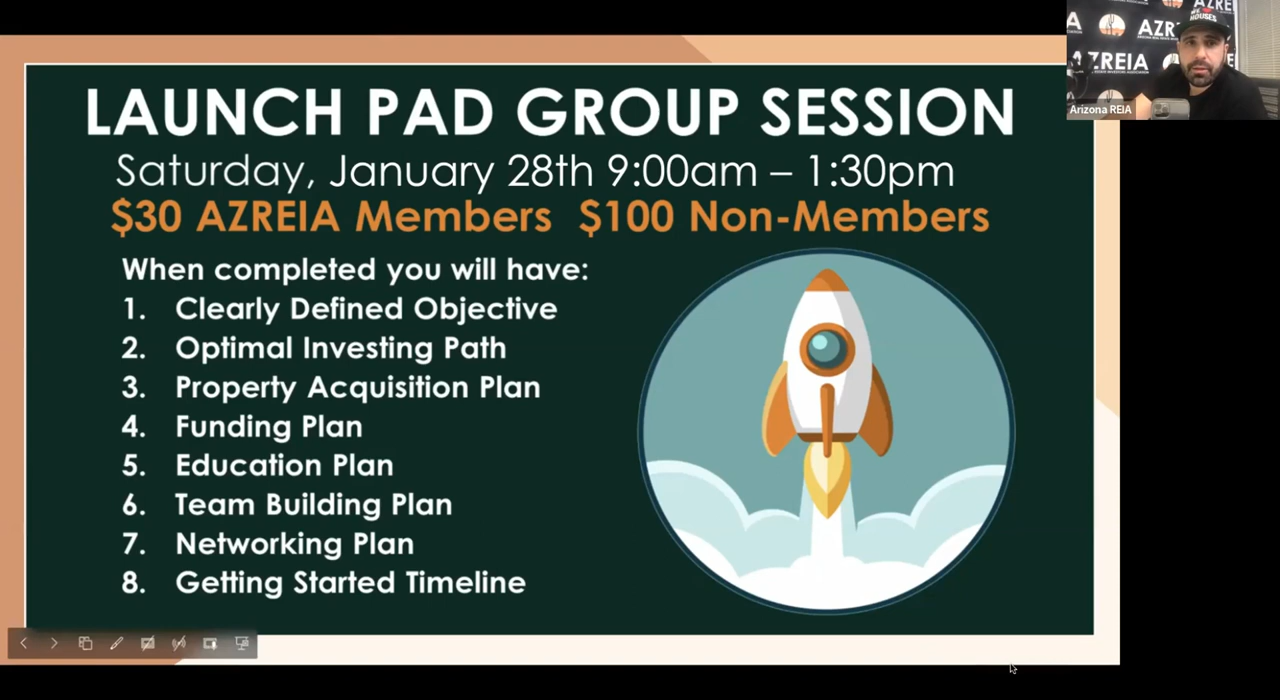 LAUNCH PAD GROUP SESSION
Saturday, January 28th 9:00am – 1:30pm
$30 AZREIA Members $100 Non-Members
When completed you will have:
1. Clearly Defined Objective
2. Optimal Investing Path
3. Property Acquisition Plan
4. Funding Plan
5. Education Plan
6. Team Building Plan
7. Networking Plan
8. Getting Started Timeline
HOUSES
AZREIA
Arizona REIA